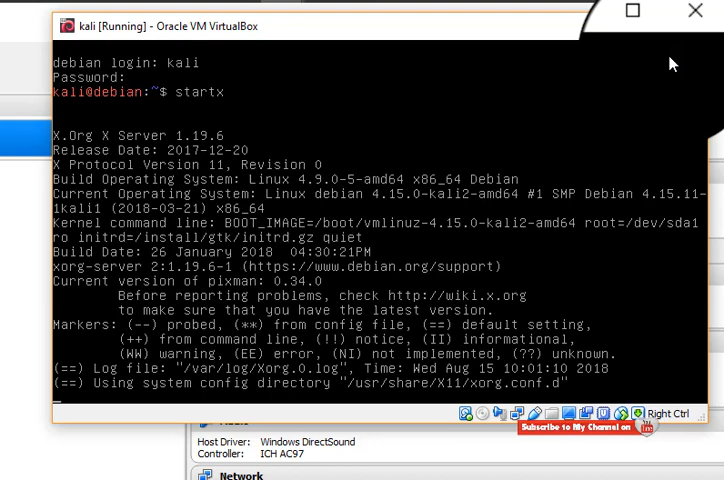 kali [Running] - Oracle VM VirtualBox
debian login: kali
Password:
kali@debian:~$ startx
X.Org X Server 1.19.6
Release Date: 2017-12-20
X Protocol Version 11, Revision 0
Build Operating System: Linux 4.9.0-5-amd64 x86_64 Debian
Current Operating System: Linux debian 4.15.0-kali2-amd64 #1 SMP Debian 4.15.11-
1kali1 (2018-03-21) x86_64
Kernel command line: BOOT_IMAGE=/boot/vmlinuz-4.15.0-kali2-amd64 root=/dev/sda1
ro initrd=/install/gtk/initrd.gz quiet
Build Date: 26 January 2018  04:30:21PM
xorg-server 2:1.19.6-1 (https://www.debian.org/support)
Current version of pixman: 0.34.0
Before reporting problems, check http://wiki.x.org
to make sure that you have the latest version.
Markers: (--) probed, (**) from config file, (==) default setting,
(++) from command line, (!!) notice, (II) informational,
(WW) warning, (EE) error, (NI) not implemented, (??) unknown.
(==) Log file: "/var/log/Xorg.0.log", Time: Wed Aug 15 10:01:10 2018
(==) Using system config directory "/usr/share/X11/xorg.conf.d"
Right Ctrl
Subscribe to My Channel on
Host Driver: Windows DirectSound
Controller: ICH AC97
Network